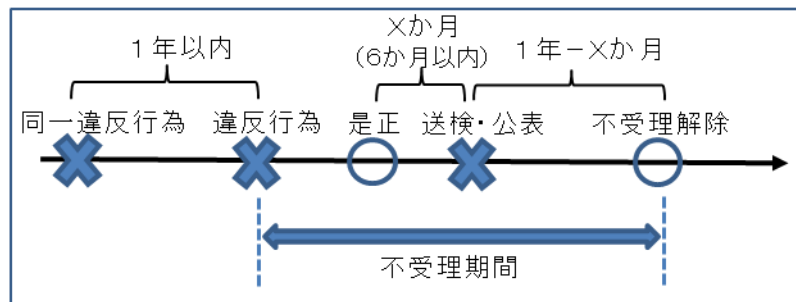 1年以内
Xか月
(6か月以内)
1年－Xか月
同一違反行為
違反行為
是正
送検・公表
不受理解除
不受理期間